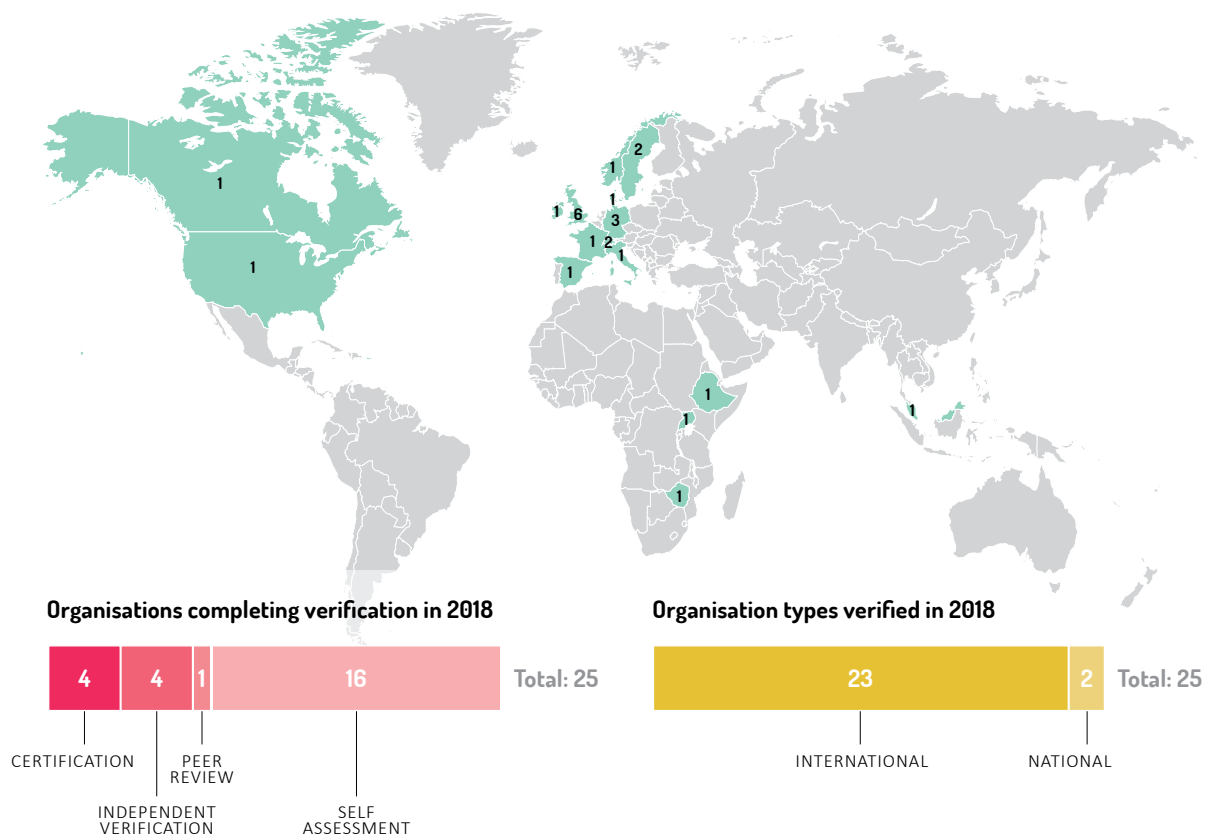 2
1
1
1
1
6
3
1
2
1
1
1
1
1
1
1
Organisations completing verification in 2018
4
4
1
16
Total: 25
CERTIFICATION
PEER
REVIEW
INDEPENDENT
VERIFICATION
SELF
ASSESSMENT
Organisation types verified in 2018
23
2
Total: 25
INTERNATIONAL
NATIONAL